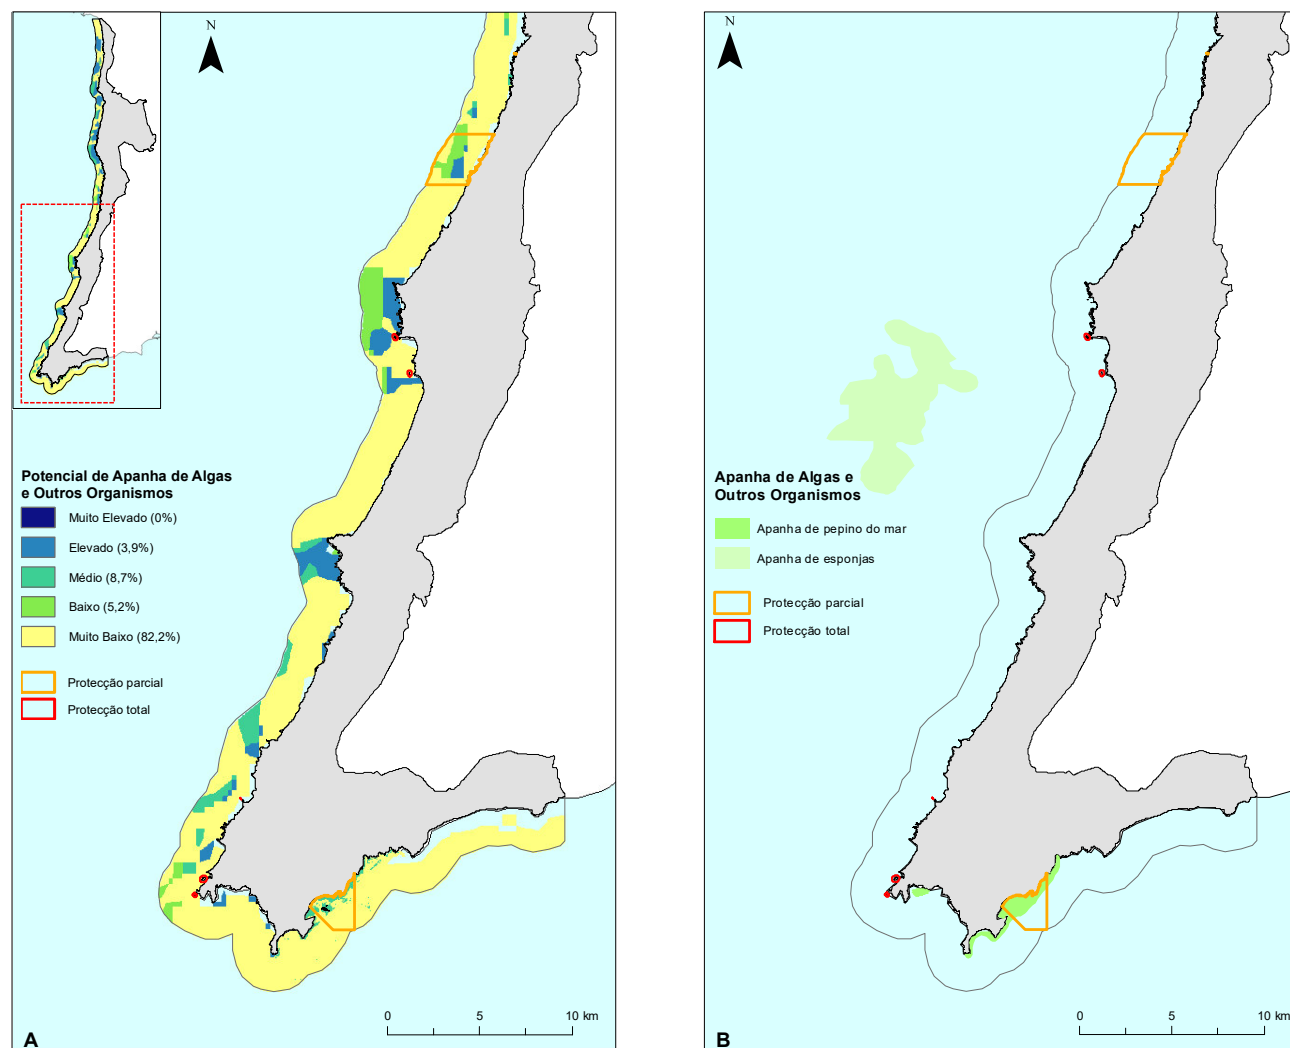 N
Potencial de Apanha de Algas
e Outros Organismos
Muito Elevado (0%)
Elevado (3,9%)
Médio (8,7%)
Baixo (5,2%)
Muito Baixo (82,2%)
Protecção parcial
Protecção total
0 5 10 km
A
N
Apanha de Algas e
Outros Organismos
Apanha de pepino do mar
Apanha de esponjas
Protecção parcial
Protecção total
0 5 10 km
B